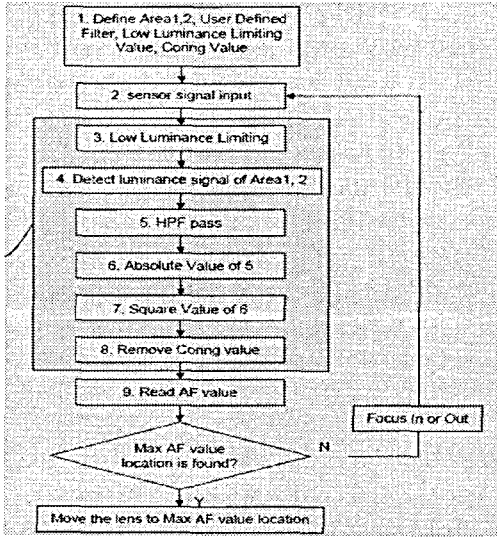 1. Define Area1,2, User Defined
Filter, Low Luminance Limiting
Value, Coring Value
2. sensor signal input
3. Low Luminance Limiting
4. Detect luminance signal of Area1, 2
5. HPF pass
6. Absolute Value of 5
7. Square Value of 6
8. Remove Coring value
9. Read AF value
Focus In or Out
Max AF value
location is found?
N
Y
Move the lens to Max AF value location